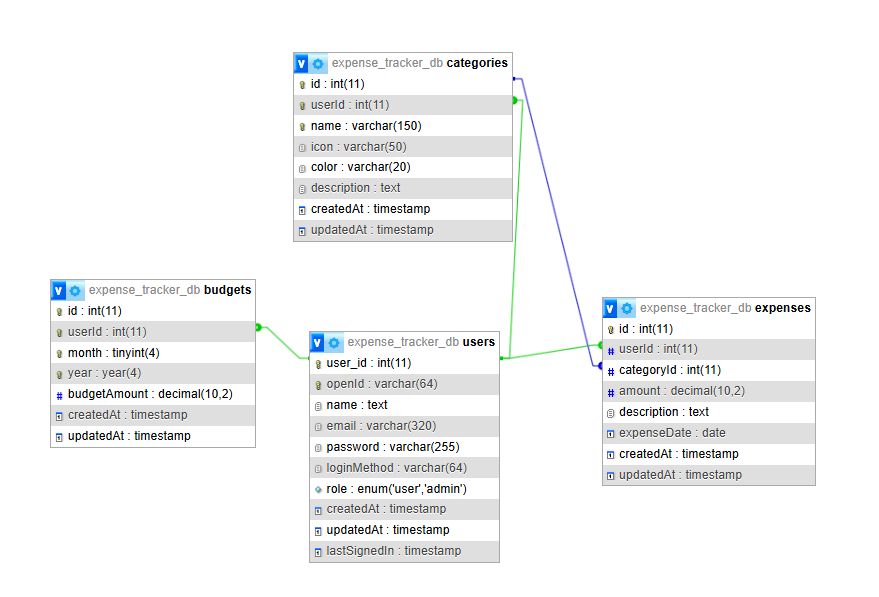 V expense_tracker_db categories
id : int(11)
userId : int(11)
name : varchar(150)
icon : varchar(50)
color : varchar(20)
description : text
createdAt : timestamp
updatedAt : timestamp
V expense_tracker_db budgets
id : int(11)
userId : int(11)
month : tinyint(4)
year : year(4)
# budgetAmount : decimal(10,2)
createdAt : timestamp
updatedAt : timestamp
V expense_tracker_db users
user_id : int(11)
openId : varchar(64)
name : text
email : varchar(320)
password : varchar(255)
loginMethod : varchar(64)
role : enum('user','admin')
createdAt : timestamp
updatedAt : timestamp
lastSignedIn : timestamp
V expense_tracker_db expenses
id : int(11)
# userId : int(11)
# categoryId : int(11)
# amount : decimal(10,2)
description : text
expenseDate : date
createdAt : timestamp
updatedAt : timestamp